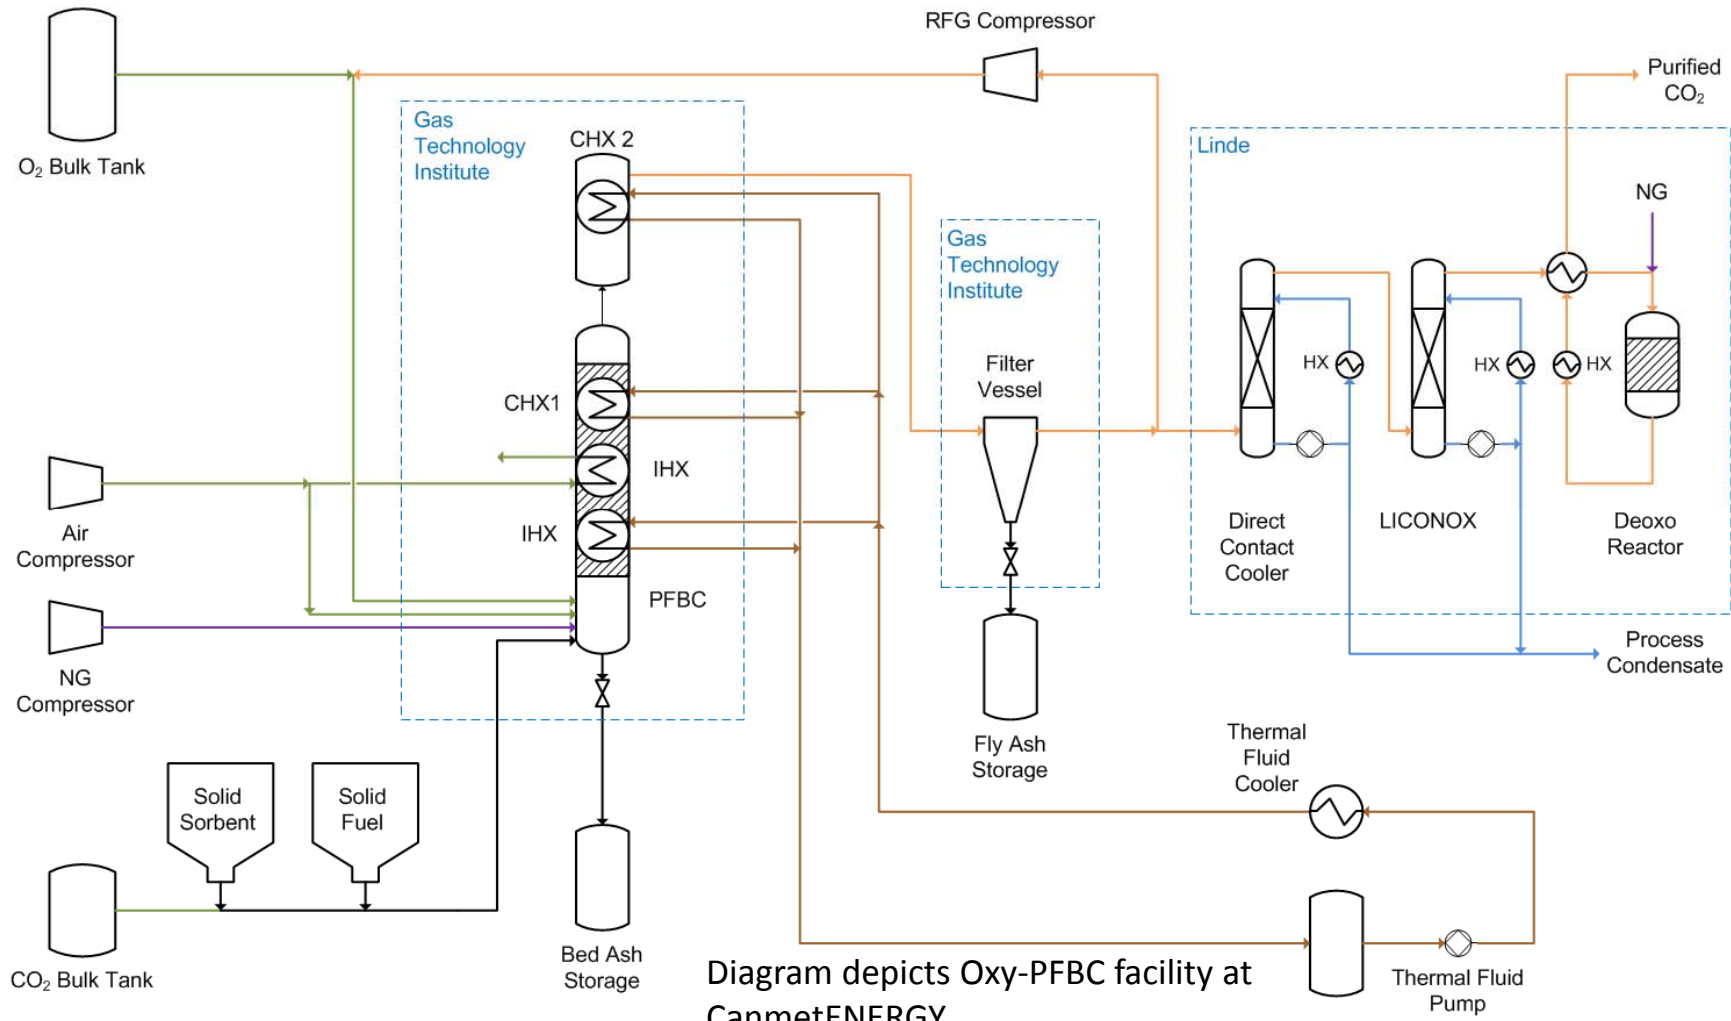 RFG Compressor
Purified
CO₂
O₂ Bulk Tank
Gas
Technology
Institute
CHX 2
Linde
NG
Gas
Technology
Institute
Filter
Vessel
CHX1
IHX
IHX
PFBC
HX
HX
HX
Direct
Contact
Cooler
LICONOX
Deoxo
Reactor
Air
Compressor
NG
Compressor
Process
Condensate
Solid
Sorbent
Solid
Fuel
Fly Ash
Storage
Thermal
Fluid
Cooler
CO₂ Bulk Tank
Bed Ash
Storage
Thermal Fluid
Pump
Diagram depicts Oxy-PFBC facility at
CanmetENERGY